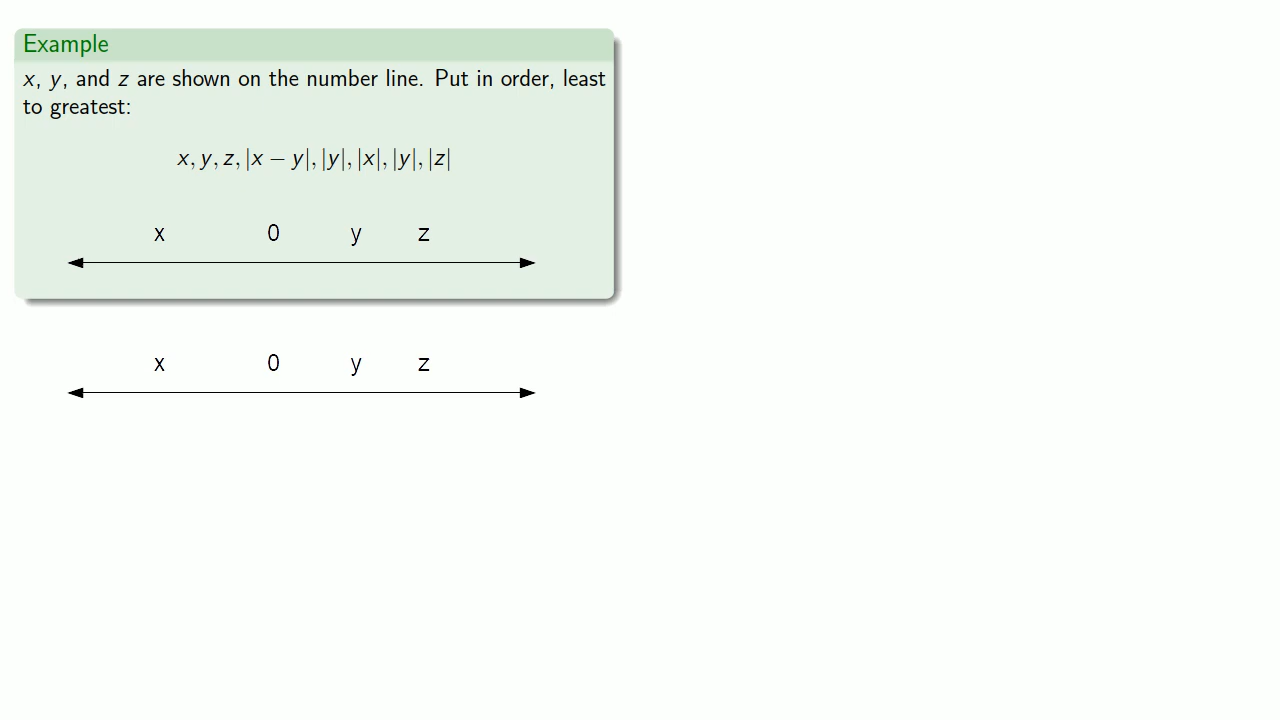 Example
x, y, and z are shown on the number line. Put in order, least
to greatest:
x, y, z, |x − y|, |y|, |x|, |y|, |z|
x 0 y z
x 0 y z